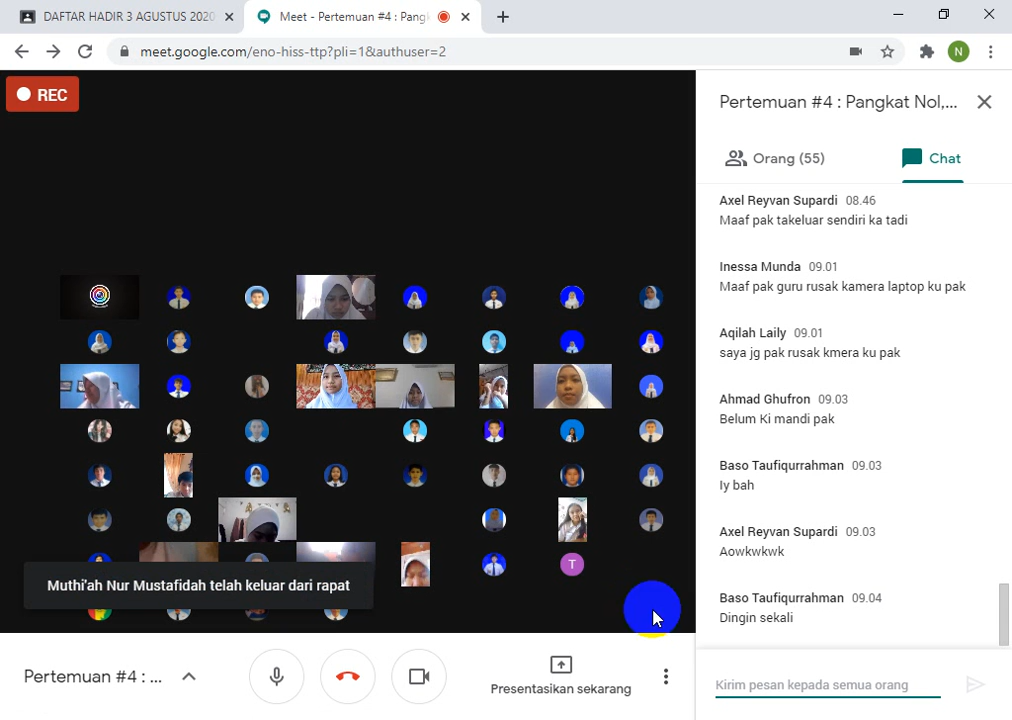 DAFTAR HADIR 3 AGUSTUS 2020
Meet - Pertemuan #4 : Pang
meet.google.com/eno-hiss-ttp?pli=1&authuser=2
N
REC
Pertemuan #4 : Pangkat Nol,...
Orang (55)
Chat
Axel Reyvan Supardi 08.46
Maaf pak takeluar sendiri ka tadi
Inessa Munda 09.01
Maaf pak guru rusak kamera laptop ku pak
Aqilah Laily 09.01
saya jg pak rusak kmera ku pak
Ahmad Ghufron 09.03
Belum Ki mandi pak
Baso Taufiqurrahman 09.03
Iy bah
Axel Reyvan Supardi 09.03
Aowkwkwk
Baso Taufiqurrahman 09.04
Dingin sekali
T
Muthi'ah Nur Mustafidah telah keluar dari rapat
Pertemuan #4 : ...
Presentasikan sekarang
Kirim pesan kepada semua orang